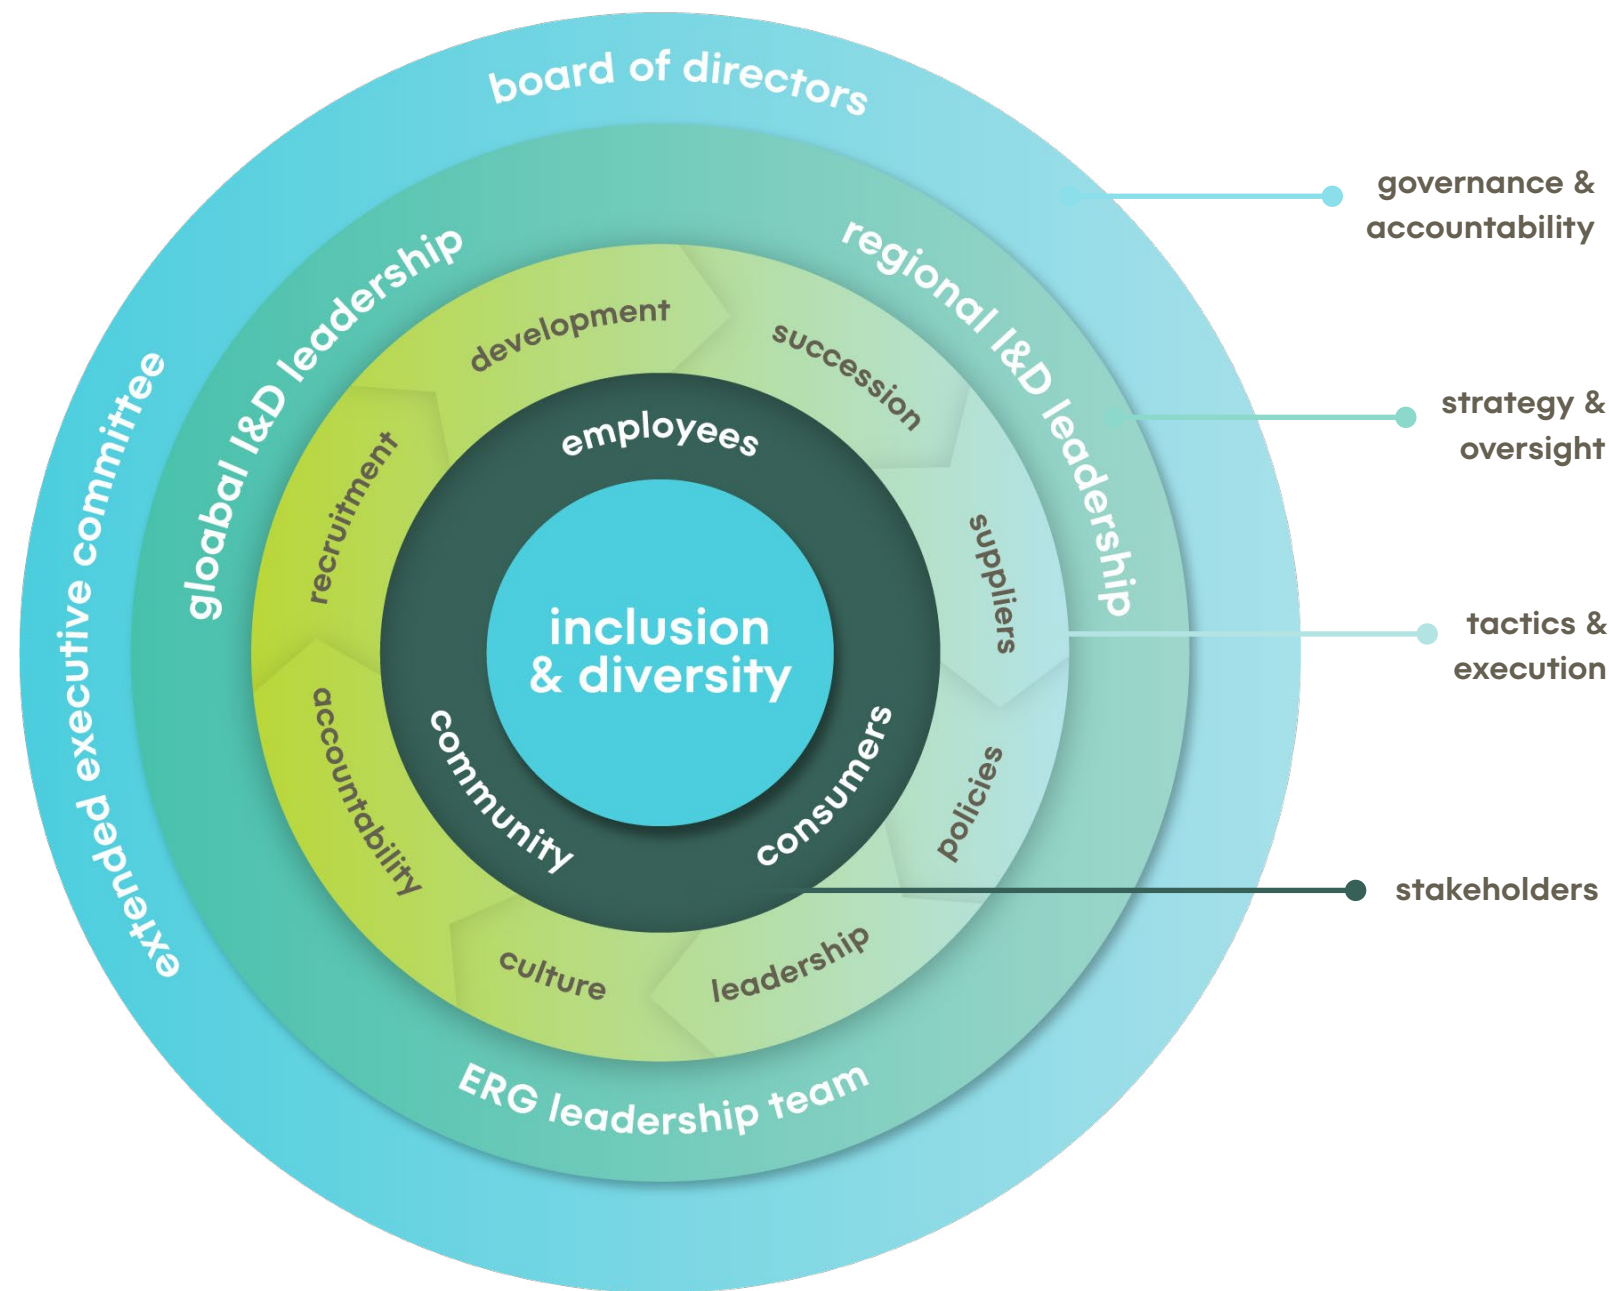 board of directors
extended executive committee
governance &
accountability
gloabal I&D leadership
regional I&D leadership
ERG leadership team
strategy &
oversight
development
succession
suppliers
policies
leadership
culture
accountability
recruitment
tactics &
execution
employees
consumers
community
stakeholders
inclusion
& diversity